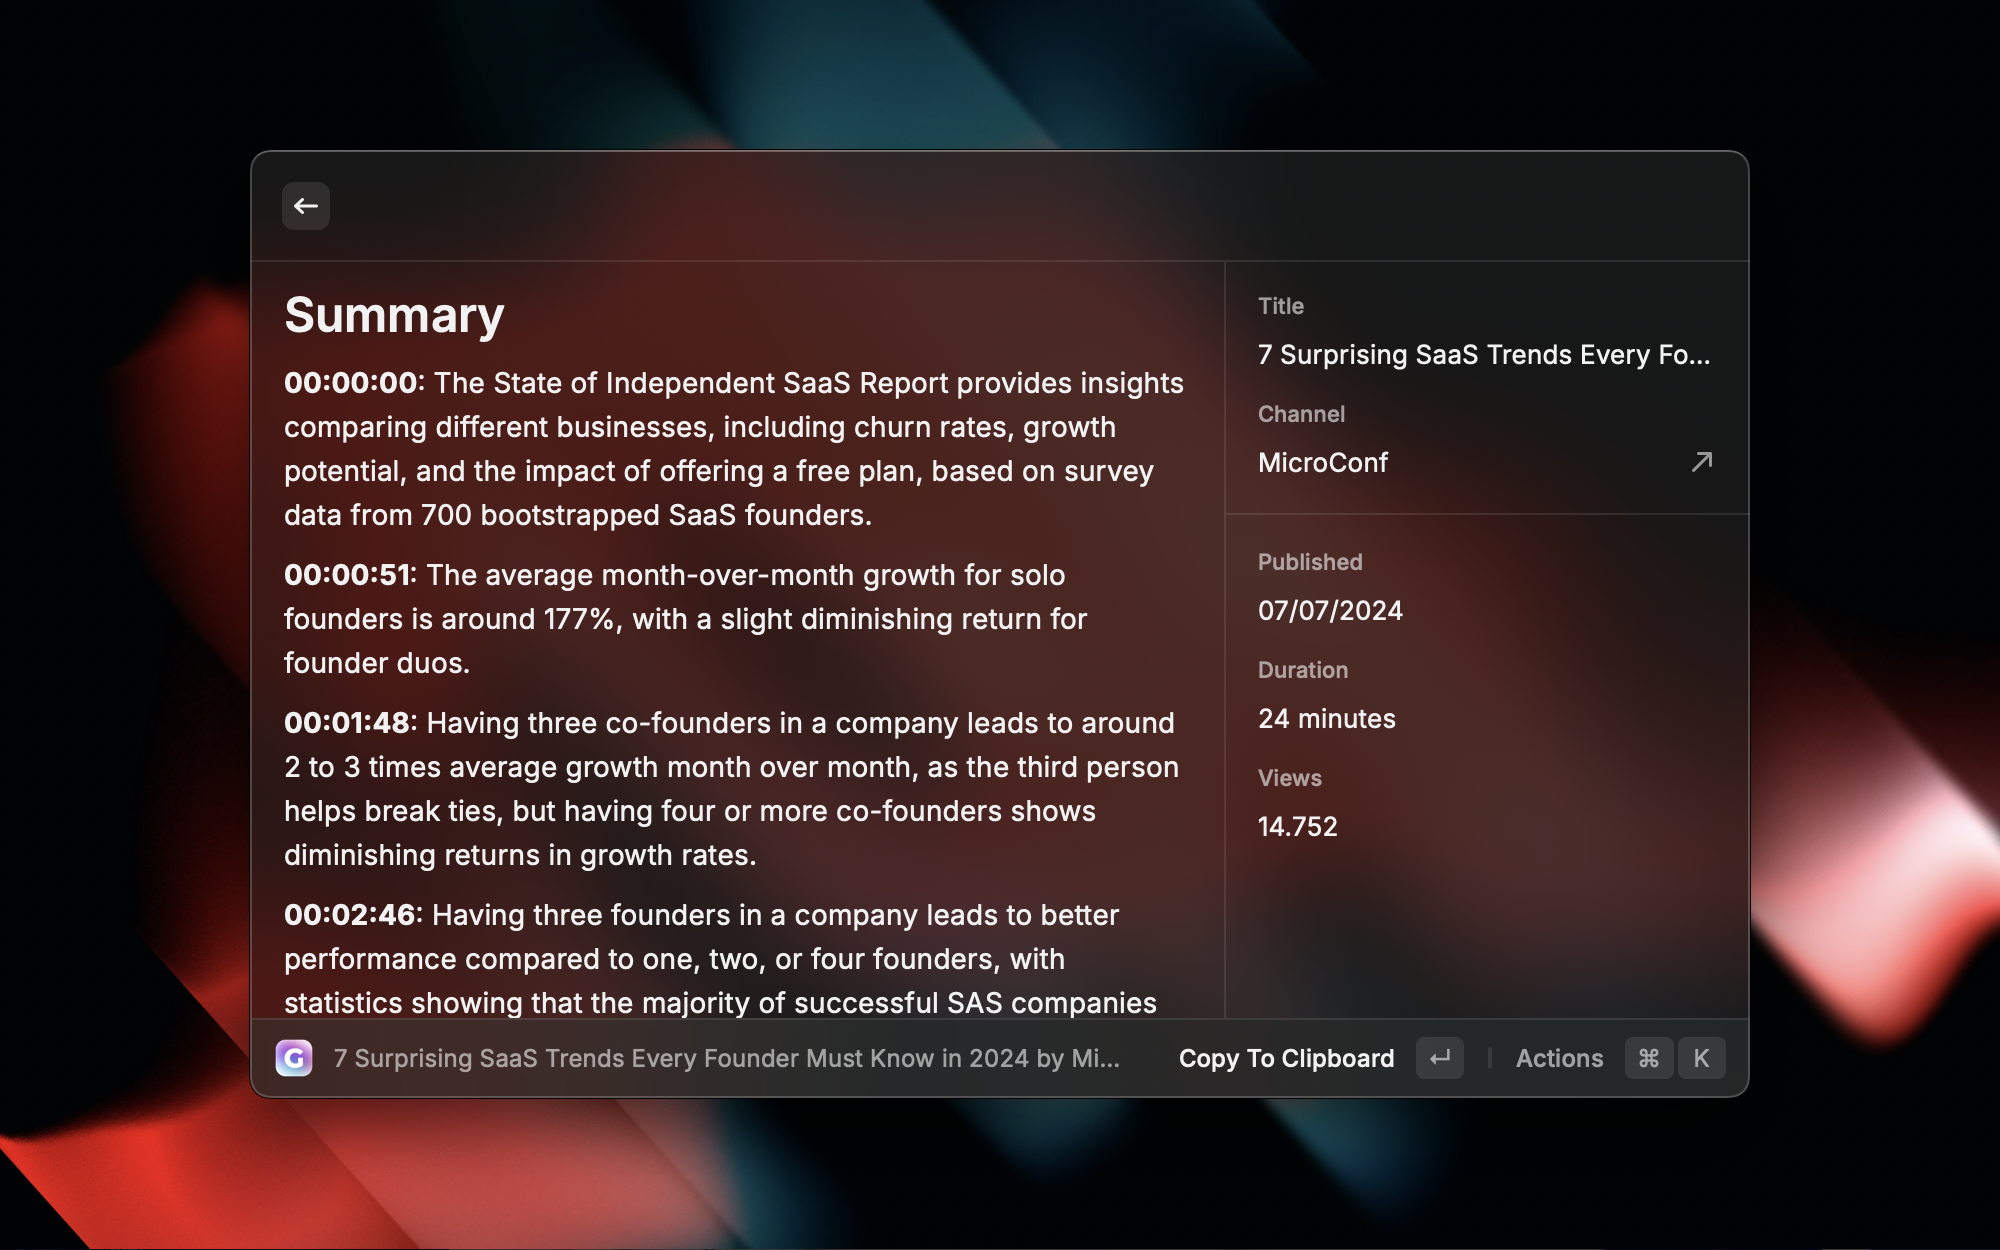 Summary
00:00:00: The State of Independent SaaS Report provides insights
comparing different businesses, including churn rates, growth
potential, and the impact of offering a free plan, based on survey
data from 700 bootstrapped SaaS founders.
00:00:51: The average month-over-month growth for solo
founders is around 177%, with a slight diminishing return for
founder duos.
00:01:48: Having three co-founders in a company leads to around
2 to 3 times average growth month over month, as the third person
helps break ties, but having four or more co-founders shows
diminishing returns in growth rates.
00:02:46: Having three founders in a company leads to better
performance compared to one, two, or four founders, with
statistics showing that the majority of successful SAS companies
Title
7 Surprising SaaS Trends Every Fo...
Channel
MicroConf
Published
07/07/2024
Duration
24 minutes
Views
14.752
G
7 Surprising SaaS Trends Every Founder Must Know in 2024 by Mi...
Copy To Clipboard
Actions ⌘ K